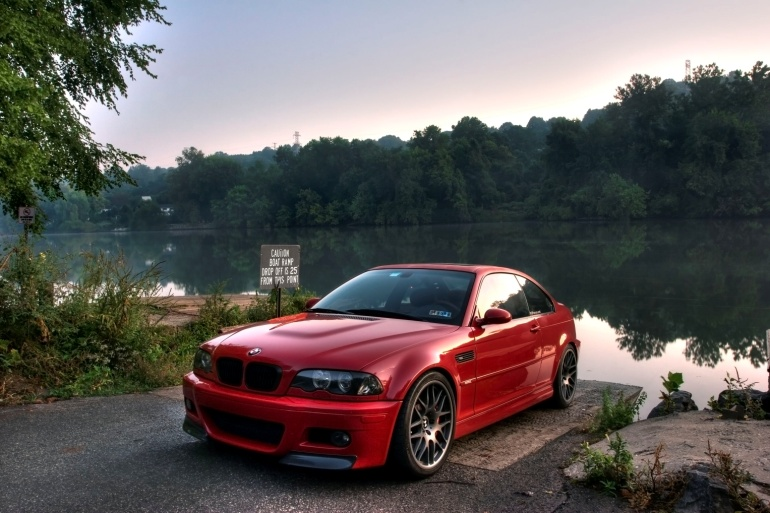 CAUTION
BOAT RAMP
DROP OFF IS 25
FROM THIS POINT